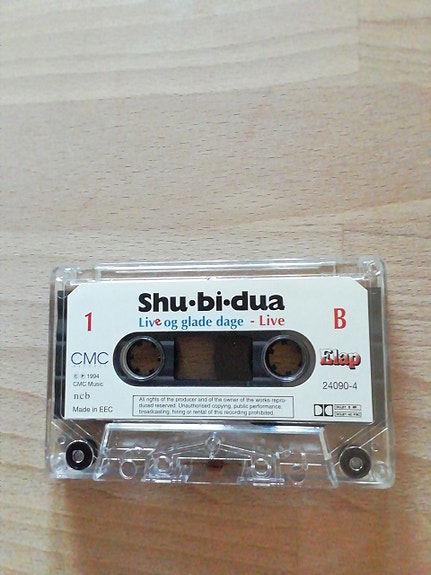 Shu·bi·dua
Live og glade dage - Live
1
B
CMC
Elap
℗ 1994
CMC Music
24090-4
ncb
Made in EEC
All rights of the producer and of the owner of the works repro-
duced reserved. Unauthorised copying, public performance,
broadcasting, hiring or rental of this recording prohibited.